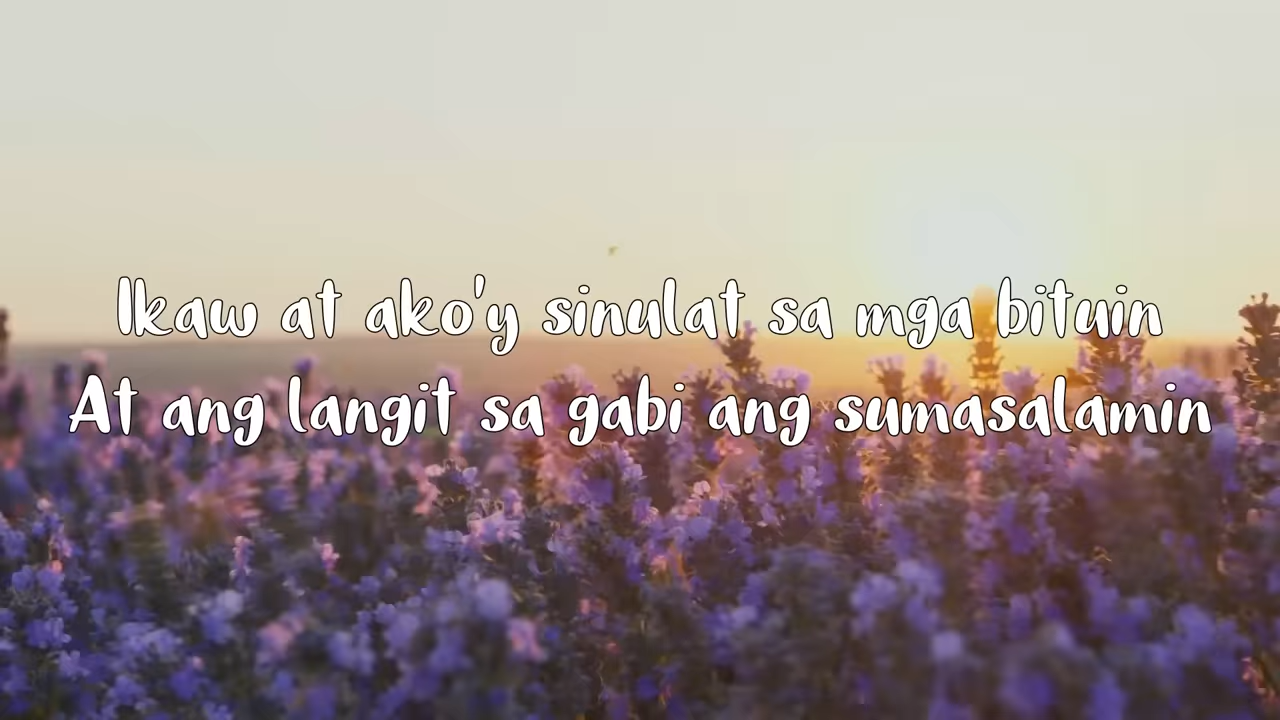 Ikaw at ako'y sinulat sa mga bituin
At ang langit sa gabi ang sumasalamin